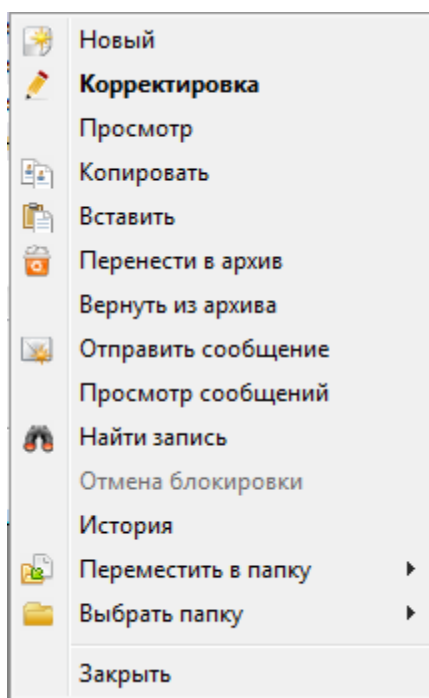 Новый
Корректировка
Просмотр
Копировать
Вставить
Перенести в архив
Вернуть из архива
Отправить сообщение
Просмотр сообщений
Найти запись
Отмена блокировки
История
Переместить в папку
Выбрать папку
Закрыть